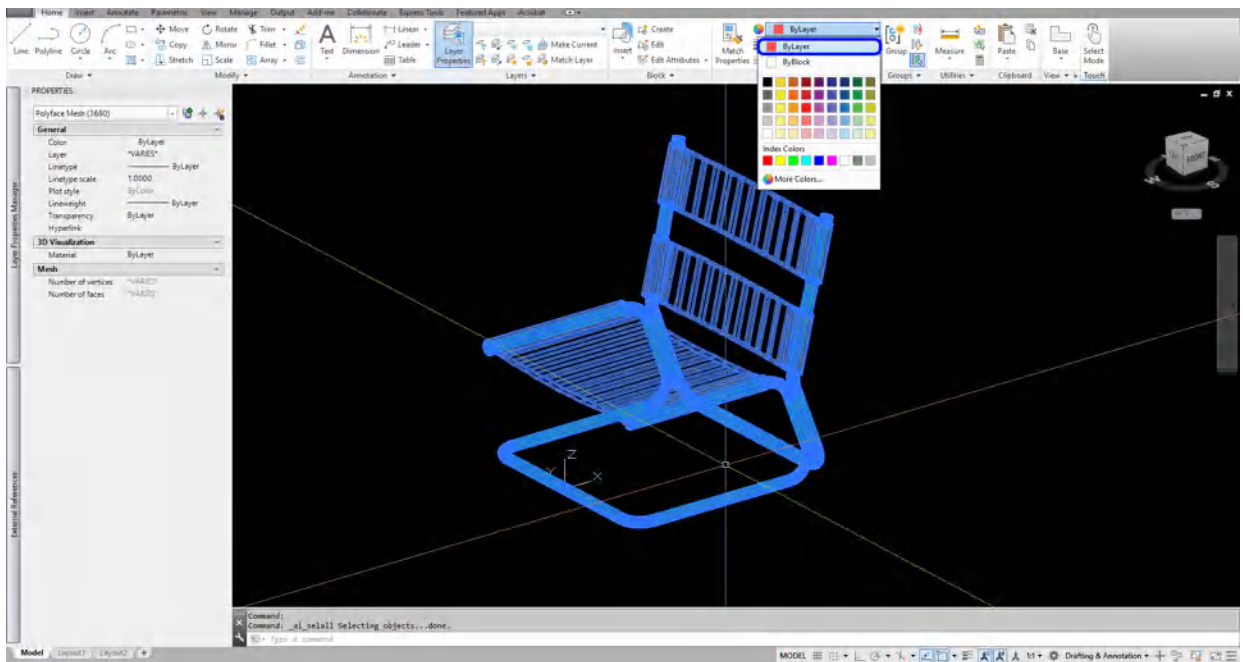 Home Insert Annotate Parametric View Manage Output Add-ins Collaborate Express Tools Featured Apps Acrobat
Move Rotate Trim Linear Create ByLayer
Line Polyline Circle Arc Copy Mirror Fillet Text Dimension Leader Layer Properties Make Current Insert Edit Match Properties Group Measure Paste Base Select Mode
Stretch Scale Array Table Match Layer Edit Attributes
Draw Modify Annotation Layers Block Groups Utilities Clipboard View Touch
ByLayer
ByBlock
Index Colors
More Colors...
PROPERTIES
Polyface Mesh (3680)
General
Color ByLayer
Layer *VARIES*
Linetype ByLayer
Linetype scale 1.0000
Plot style ByColor
Lineweight ByLayer
Transparency ByLayer
Hyperlink
3D Visualization
Material ByLayer
Mesh
Number of vertices *VARIES*
Number of faces *VARIES*
Layer Properties Manager
External References
FRONT
W
S
Z
Y
X
Command:
Command: _ai_selall Selecting objects...done.
Type a command
Model Layout1 Layout2 +
MODEL 1:1 Drafting & Annotation